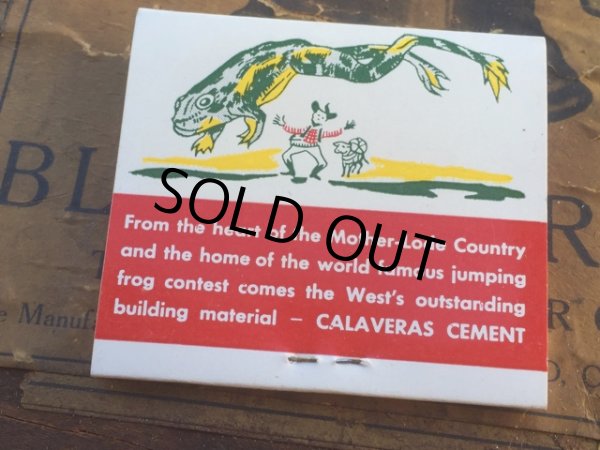 SOLD OUT
From the heart of the Mother-Lode Country
and the home of the world famous jumping
frog contest comes the West's outstanding
building material – CALAVERAS CEMENT